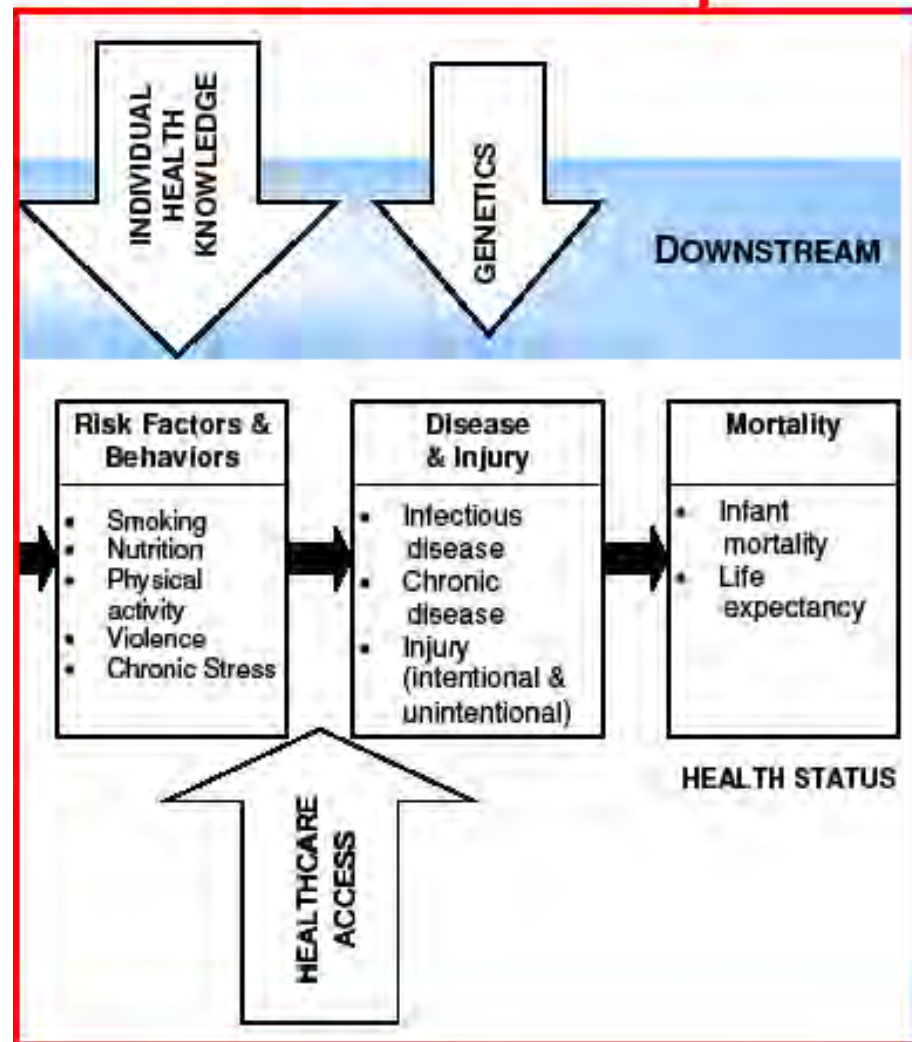 INDIVIDUAL
HEALTH
KNOWLEDGE
GENETICS
DOWNSTREAM
Risk Factors &
Behaviors
• Smoking
• Nutrition
• Physical
activity
• Violence
• Chronic Stress
Disease
& Injury
• Infectious
disease
• Chronic
disease
• Injury
(intentional &
unintentional)
Mortality
• Infant
mortality
• Life
expectancy
HEALTH STATUS
HEALTHCARE
ACCESS